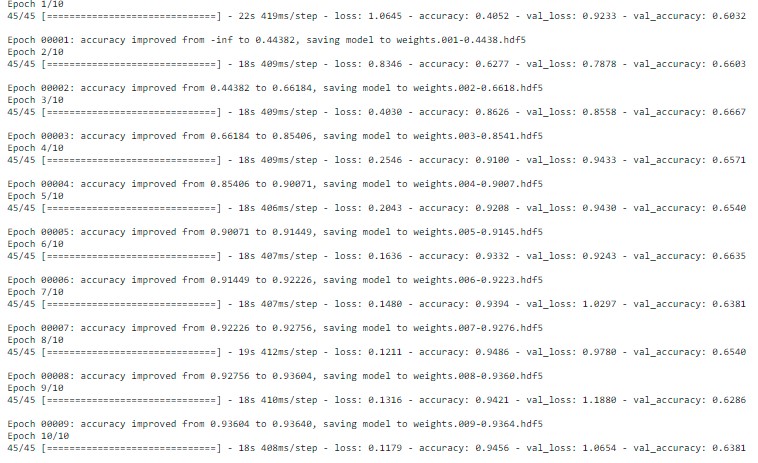 Epoch 1/10
45/45 [==============================] - 22s 419ms/step - loss: 1.0645 - accuracy: 0.4052 - val_loss: 0.9233 - val_accuracy: 0.6032
Epoch 00001: accuracy improved from -inf to 0.44382, saving model to weights.001-0.4438.hdf5
Epoch 2/10
45/45 [==============================] - 18s 409ms/step - loss: 0.8346 - accuracy: 0.6277 - val_loss: 0.7878 - val_accuracy: 0.6603
Epoch 00002: accuracy improved from 0.44382 to 0.66184, saving model to weights.002-0.6618.hdf5
Epoch 3/10
45/45 [==============================] - 18s 409ms/step - loss: 0.4030 - accuracy: 0.8626 - val_loss: 0.8558 - val_accuracy: 0.6667
Epoch 00003: accuracy improved from 0.66184 to 0.85406, saving model to weights.003-0.8541.hdf5
Epoch 4/10
45/45 [==============================] - 18s 409ms/step - loss: 0.2546 - accuracy: 0.9100 - val_loss: 0.9433 - val_accuracy: 0.6571
Epoch 00004: accuracy improved from 0.85406 to 0.90071, saving model to weights.004-0.9007.hdf5
Epoch 5/10
45/45 [==============================] - 18s 406ms/step - loss: 0.2043 - accuracy: 0.9208 - val_loss: 0.9430 - val_accuracy: 0.6540
Epoch 00005: accuracy improved from 0.90071 to 0.91449, saving model to weights.005-0.9145.hdf5
Epoch 6/10
45/45 [==============================] - 18s 407ms/step - loss: 0.1636 - accuracy: 0.9332 - val_loss: 0.9243 - val_accuracy: 0.6635
Epoch 00006: accuracy improved from 0.91449 to 0.92226, saving model to weights.006-0.9223.hdf5
Epoch 7/10
45/45 [==============================] - 18s 407ms/step - loss: 0.1480 - accuracy: 0.9394 - val_loss: 1.0297 - val_accuracy: 0.6381
Epoch 00007: accuracy improved from 0.92226 to 0.92756, saving model to weights.007-0.9276.hdf5
Epoch 8/10
45/45 [==============================] - 19s 412ms/step - loss: 0.1211 - accuracy: 0.9486 - val_loss: 0.9780 - val_accuracy: 0.6540
Epoch 00008: accuracy improved from 0.92756 to 0.93604, saving model to weights.008-0.9360.hdf5
Epoch 9/10
45/45 [==============================] - 18s 410ms/step - loss: 0.1316 - accuracy: 0.9421 - val_loss: 1.1880 - val_accuracy: 0.6286
Epoch 00009: accuracy improved from 0.93604 to 0.93640, saving model to weights.009-0.9364.hdf5
Epoch 10/10
45/45 [==============================] - 18s 408ms/step - loss: 0.1179 - accuracy: 0.9456 - val_loss: 1.0654 - val_accuracy: 0.6381